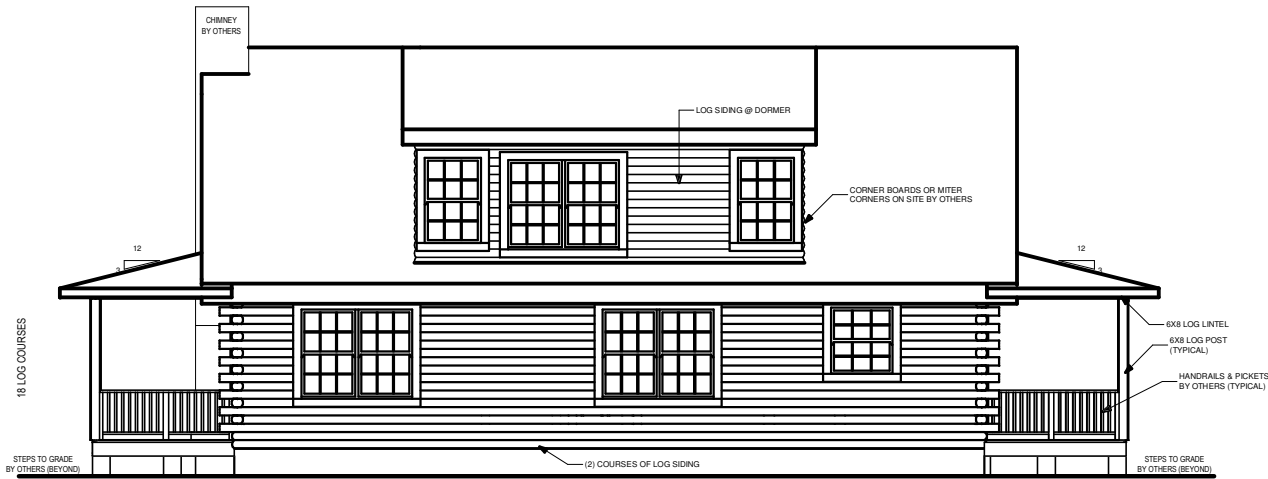 CHIMNEY
BY OTHERS
LOG SIDING @ DORMER
CORNER BOARDS OR MITER
CORNERS ON SITE BY OTHERS
12
3
12
3
18 LOG COURSES
6X8 LOG LINTEL
6X8 LOG POST
(TYPICAL)
HANDRAILS & PICKETS
BY OTHERS (TYPICAL)
STEPS TO GRADE
BY OTHERS (BEYOND)
(2) COURSES OF LOG SIDING
STEPS TO GRADE
BY OTHERS (BEYOND)